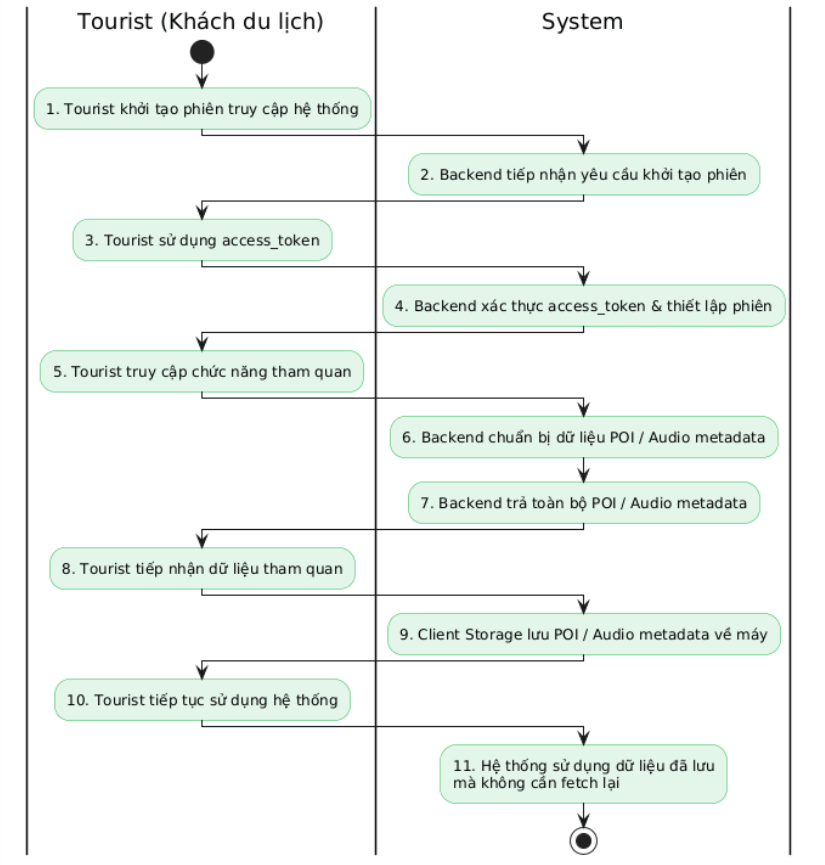 Tourist (Khách du lịch)
System
1. Tourist khởi tạo phiên truy cập hệ thống
2. Backend tiếp nhận yêu cầu khởi tạo phiên
3. Tourist sử dụng access_token
4. Backend xác thực access_token & thiết lập phiên
5. Tourist truy cập chức năng tham quan
6. Backend chuẩn bị dữ liệu POI / Audio metadata
7. Backend trả toàn bộ POI / Audio metadata
8. Tourist tiếp nhận dữ liệu tham quan
9. Client Storage lưu POI / Audio metadata về máy
10. Tourist tiếp tục sử dụng hệ thống
11. Hệ thống sử dụng dữ liệu đã lưu
mà không cần fetch lại